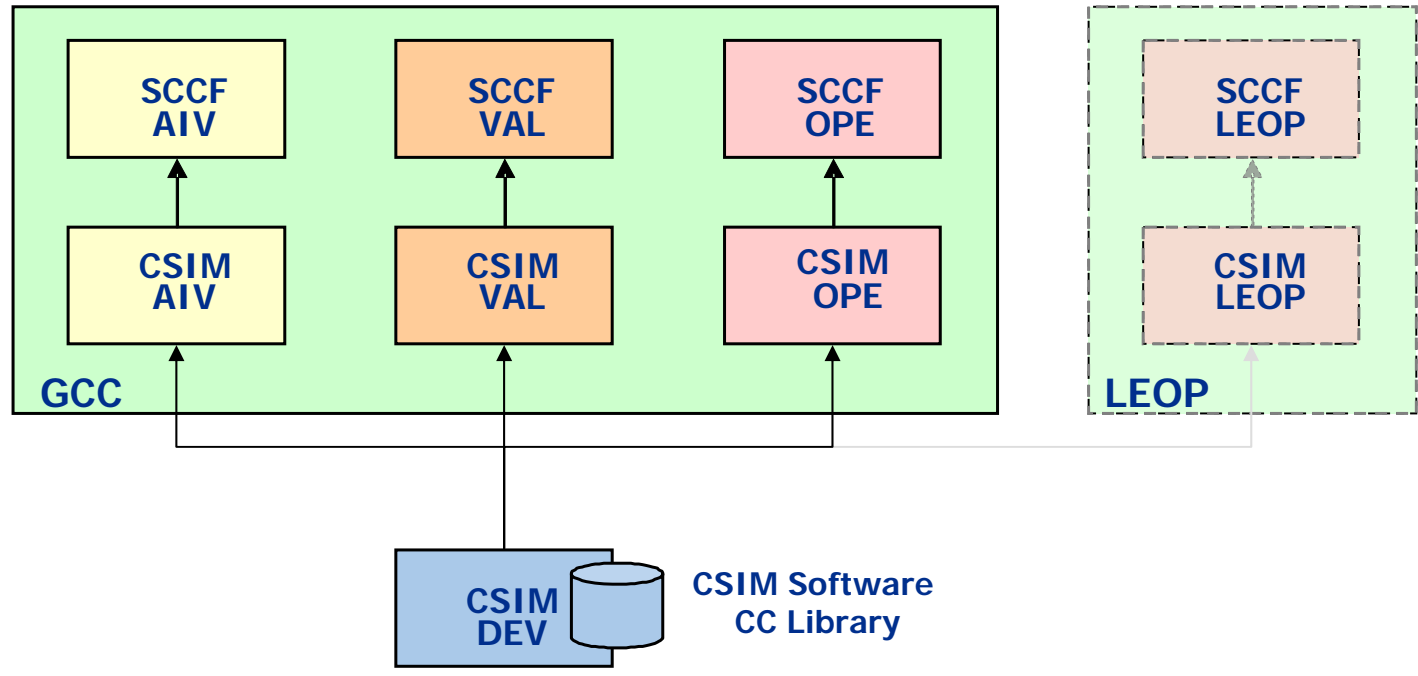 SCCF
AIV
SCCF
VAL
SCCF
OPE
SCCF
LEOP
CSIM
AIV
CSIM
VAL
CSIM
OPE
CSIM
LEOP
GCC
LEOP
CSIM
DEV
CSIM Software
CC Library